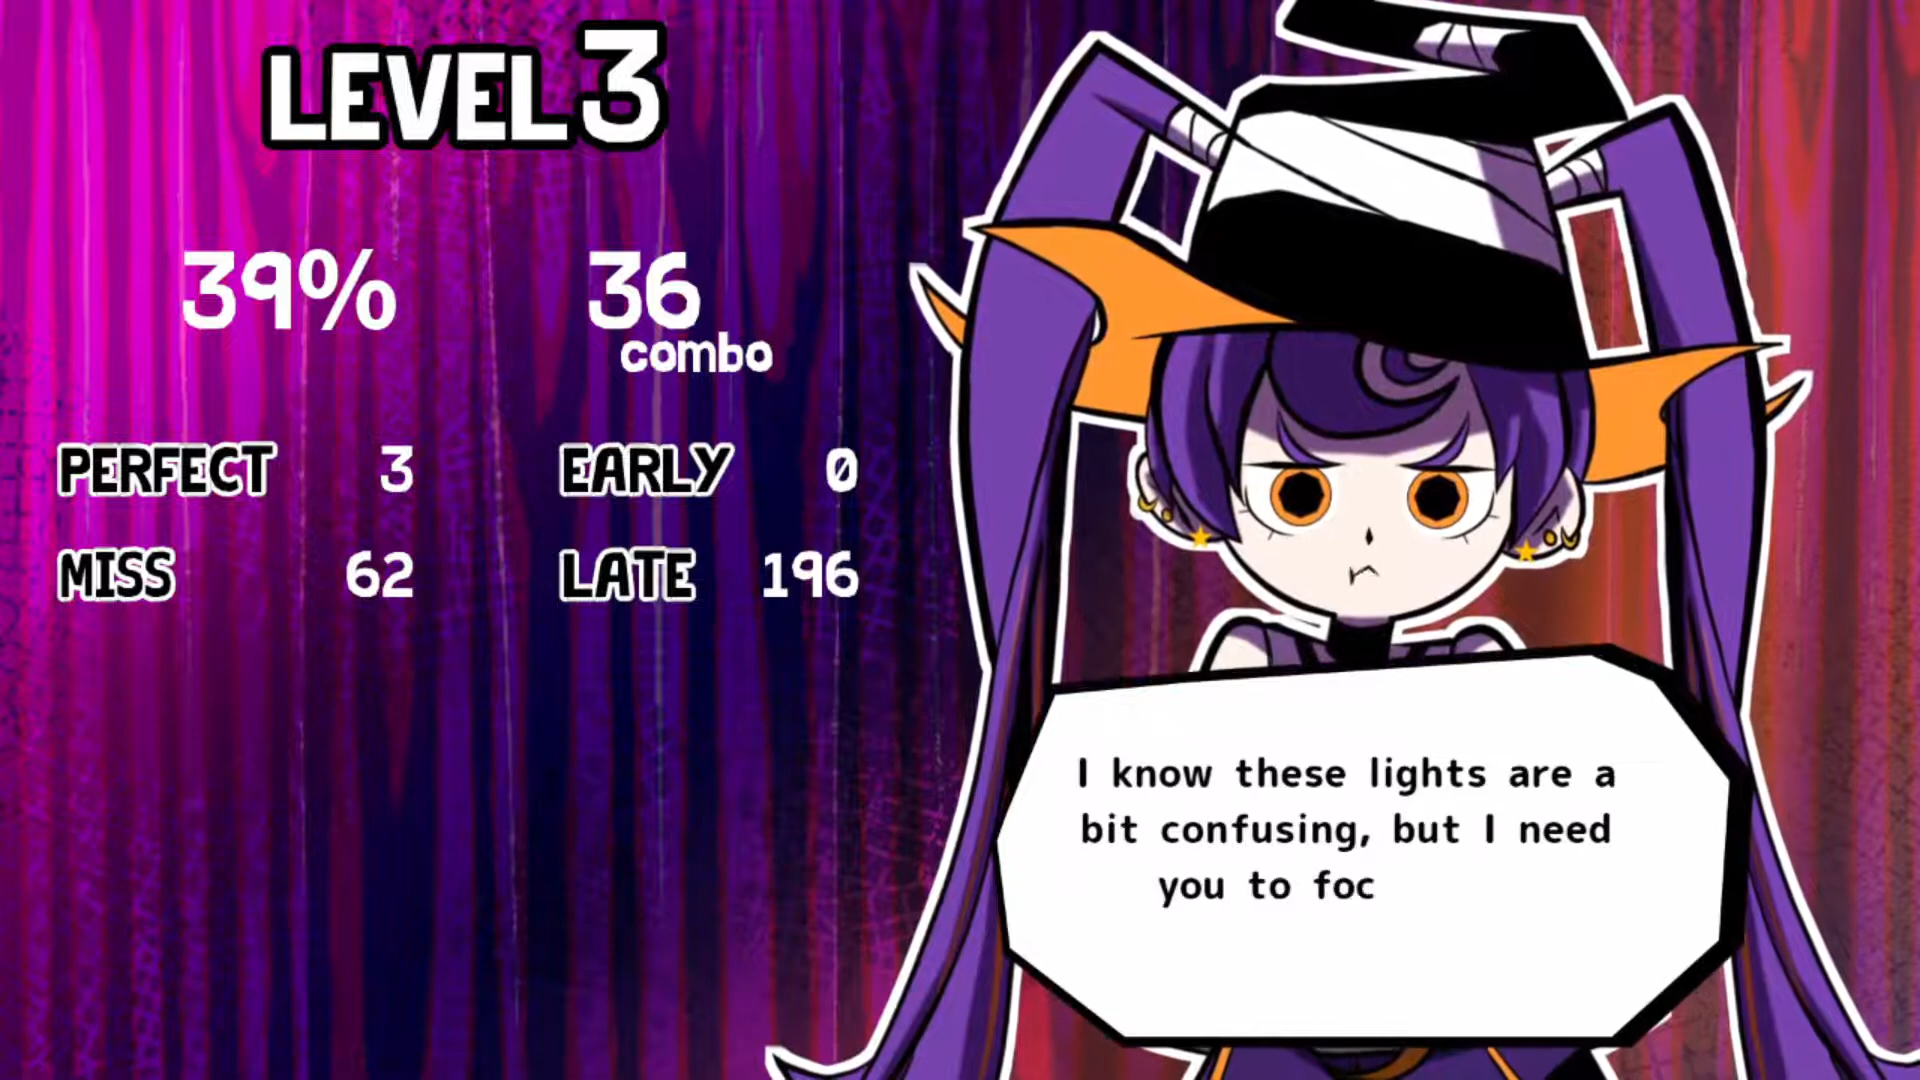 LEVEL 3
39%
36
combo
PERFECT 3
EARLY 0
MISS 62
LATE 196
I know these lights are a
bit confusing, but I need
you to foc